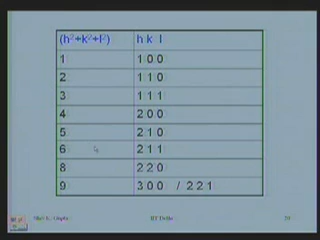 (h²+k²+l²) h k l
1 1 0 0
2 1 1 0
3 1 1 1
4 2 0 0
5 2 1 0
6 2 1 1
8 2 2 0
9 3 0 0 / 2 2 1
IIT Delhi